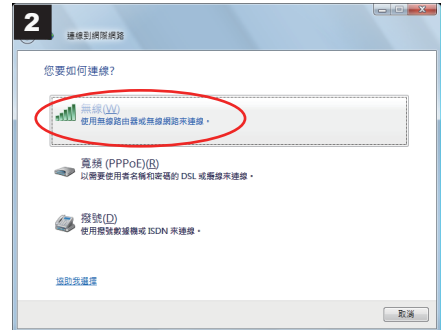 2
連線到網際網路
您要如何連線?
無線(W)
使用無線路由器或無線網路來連線。
寬頻 (PPPoE)(R)
以需要使用者名稱和密碼的 DSL 或纜線來連線。
撥號(D)
使用撥號數據機或 ISDN 來連線。
協助我選擇
取消